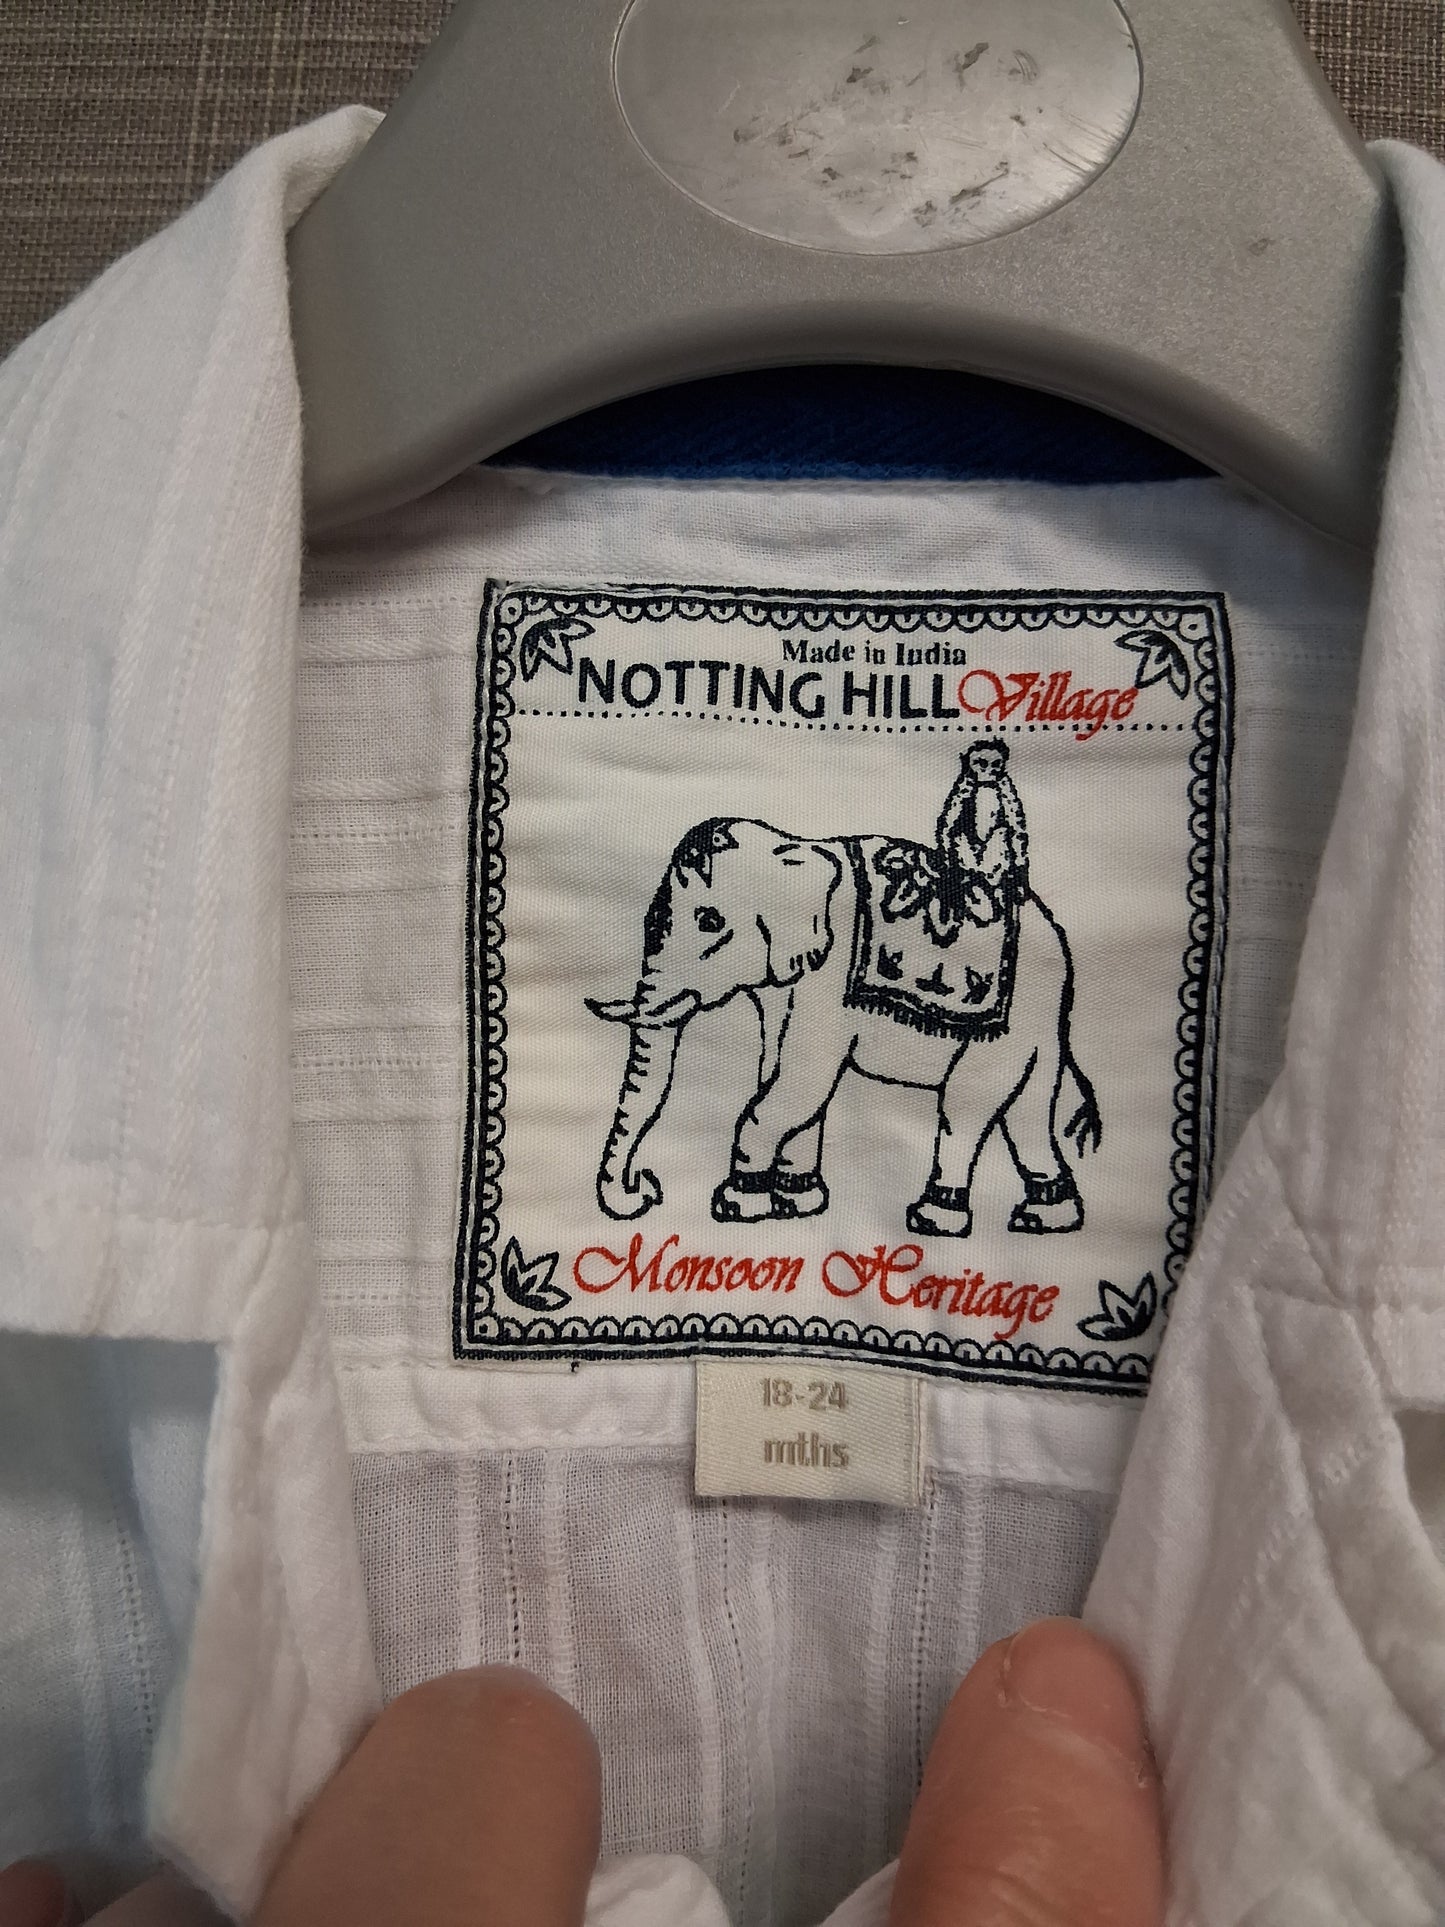 Made in India
NOTTING HILL Village
Monsoon Heritage
18-24
mths